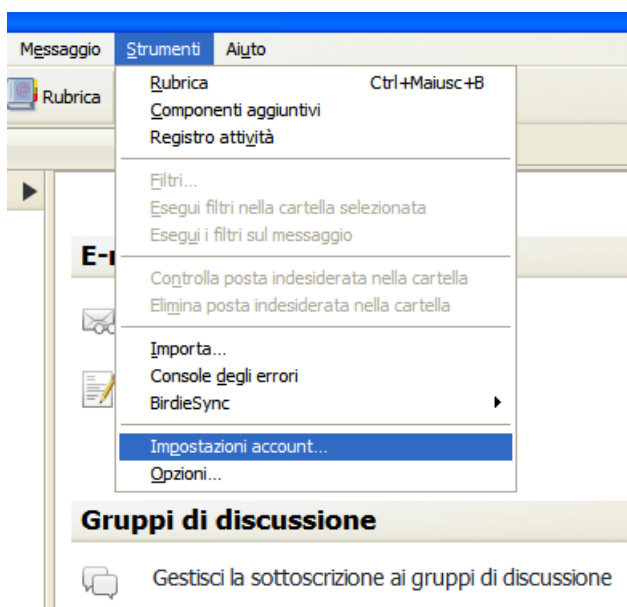 Messaggio Strumenti Aiuto
Rubrica
Rubrica Ctrl+Maiusc+B
Componenti aggiuntivi
Registro attività
Filtri...
Esegui filtri nella cartella selezionata
Esegui i filtri sul messaggio
Controlla posta indesiderata nella cartella
Elimina posta indesiderata nella cartella
Importa...
Console degli errori
BirdieSync
Impostazioni account...
Opzioni...
Gruppi di discussione
Gestisci la sottoscrizione ai gruppi di discussione